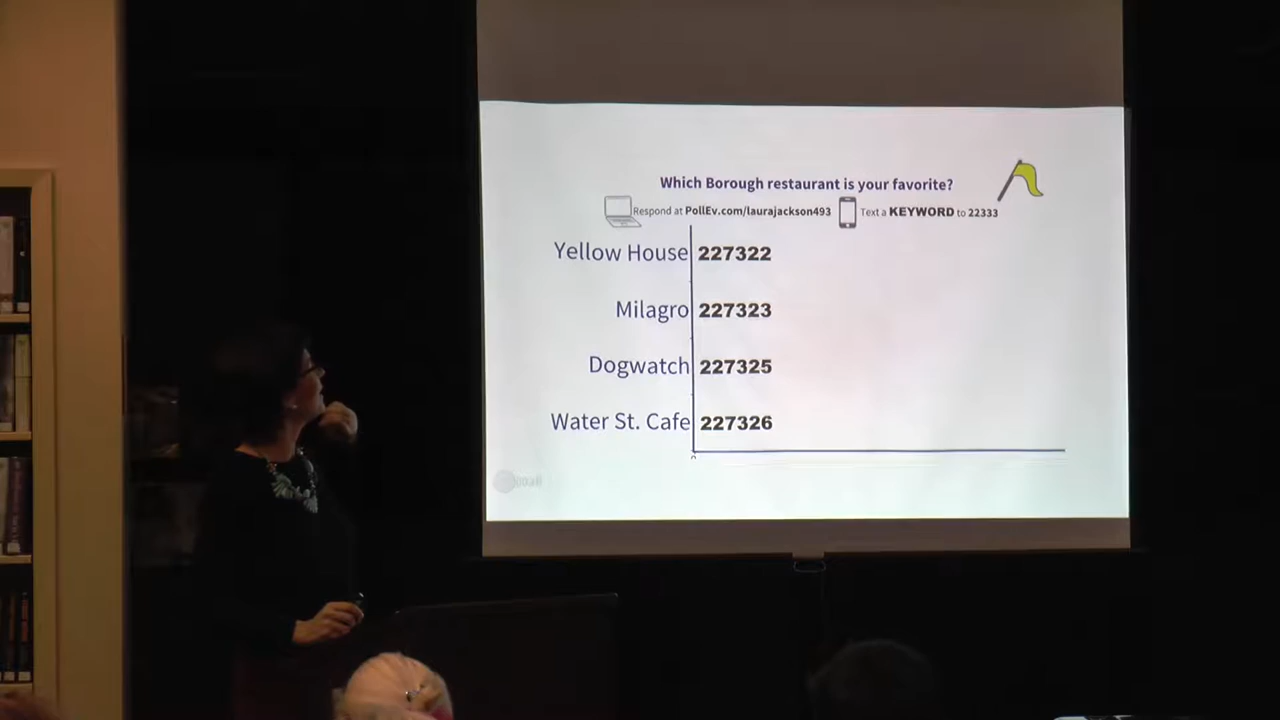 Which Borough restaurant is your favorite?
Respond at PollEv.com/laurajackson493 Text a KEYWORD to 22333
Yellow House 227322
Milagro 227323
Dogwatch 227325
Water St. Cafe 227326